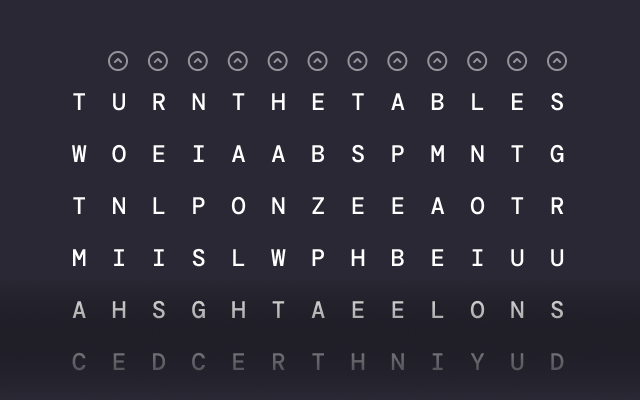 T U R N T H E T A B L E S
W O E I A A B S P M N T G
T N L P O N Z E E A O T R
M I I S L W P H B E I U U
A H S G H T A E E L O N S
C E D C E R T H N I Y U D